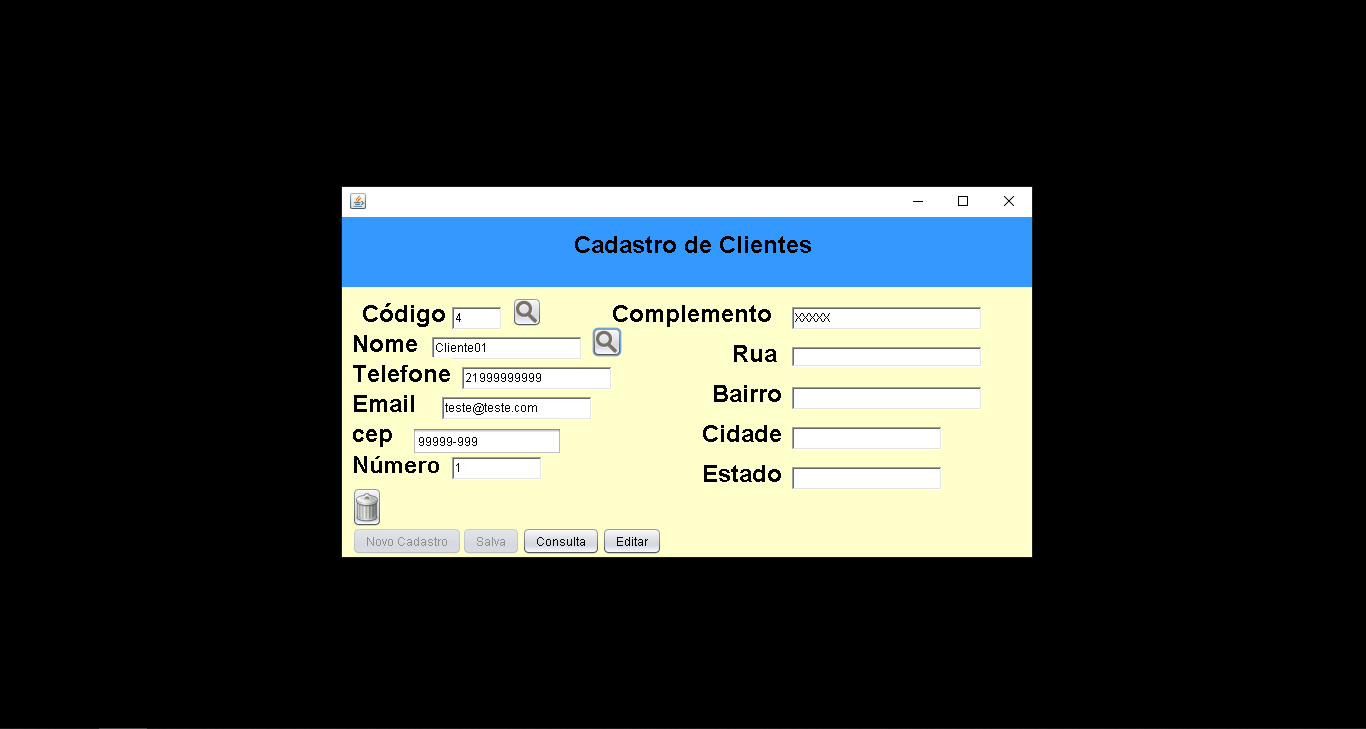 Cadastro de Clientes
Código 4
Nome Cliente01
Telefone 21999999999
Email teste@teste.com
cep 99999-999
Número 1
Complemento XXXXX
Rua
Bairro
Cidade
Estado
Novo Cadastro Salva Consulta Editar